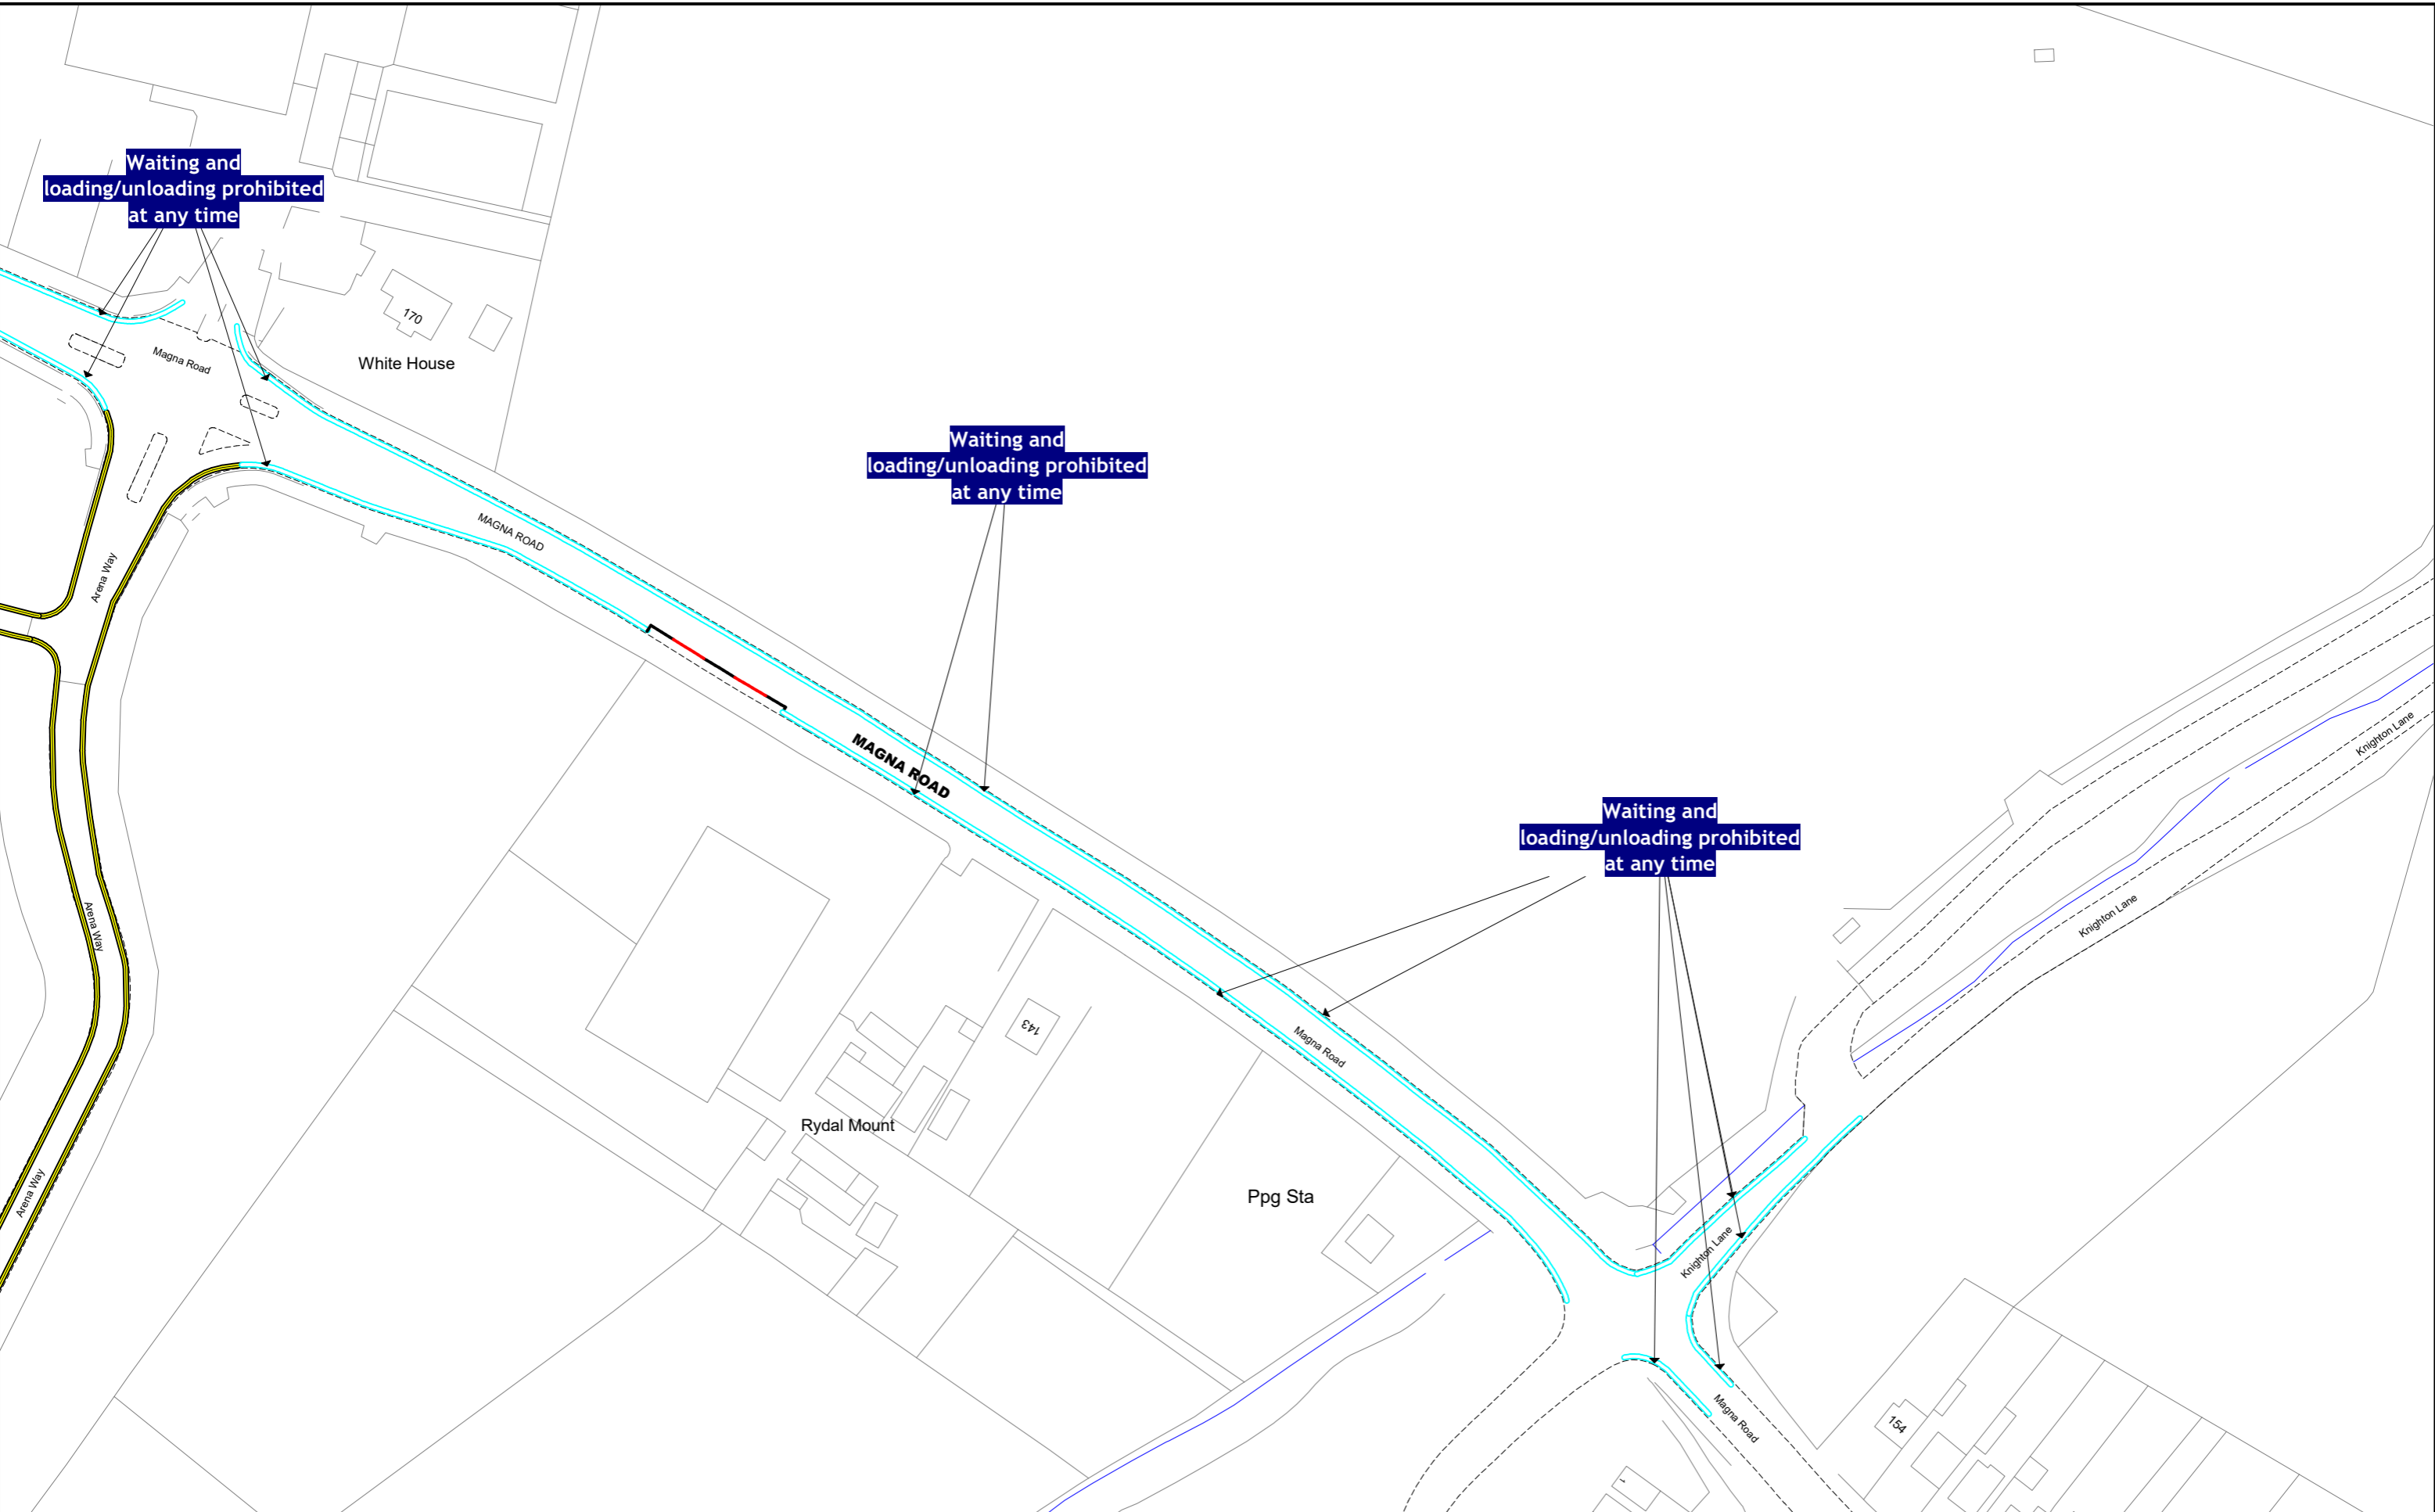 Waiting and
loading/unloading prohibited
at any time
170
White House
Magna Road
Waiting and
loading/unloading prohibited
at any time
MAGNA ROAD
Arena Way
MAGNA ROAD
Knighton Lane
Waiting and
loading/unloading prohibited
at any time
Arena Way
Knighton Lane
143
Magna Road
Rydal Mount
Arena Way
Ppg Sta
Knighton Lane
Magna Road
154
1